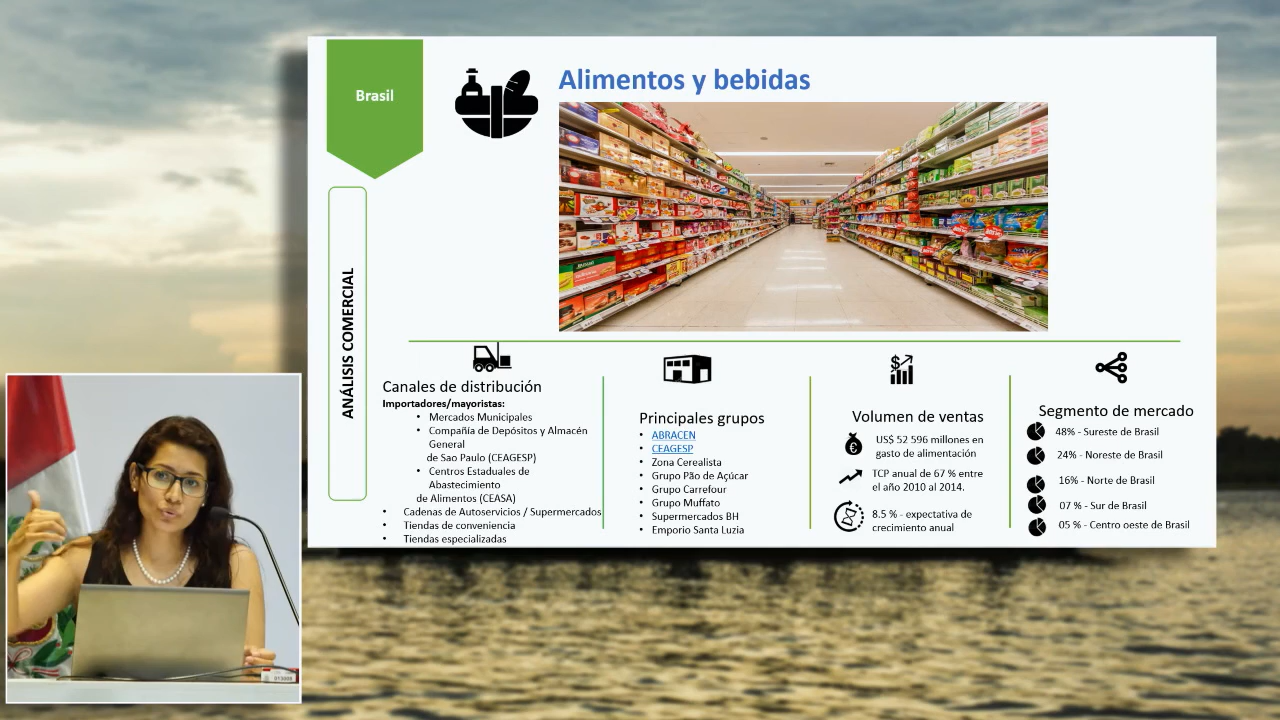 Brasil
Alimentos y bebidas
ANÁLISIS COMERCIAL
Canales de distribución
Importadores/mayoristas:
• Mercados Municipales
• Compañía de Depósitos y Almacén
General
de Sao Paulo (CEAGESP)
• Centros Estaduales de
Abastecimiento
de Alimentos (CEASA)
• Cadenas de Autoservicios / Supermercados
• Tiendas de conveniencia
• Tiendas especializadas
Principales grupos
• ABRACEN
• CEAGESP
• Zona Cerealista
• Grupo Pão de Açúcar
• Grupo Carrefour
• Grupo Muffato
• Supermercados BH
• Emporio Santa Luzia
Volumen de ventas
US$ 52 596 millones en
gasto de alimentación
TCP anual de 67 % entre
el año 2010 al 2014.
8.5 % - expectativa de
crecimiento anual
Segmento de mercado
48% - Sureste de Brasil
24% - Noreste de Brasil
16% - Norte de Brasil
07 % - Sur de Brasil
05 % - Centro oeste de Brasil